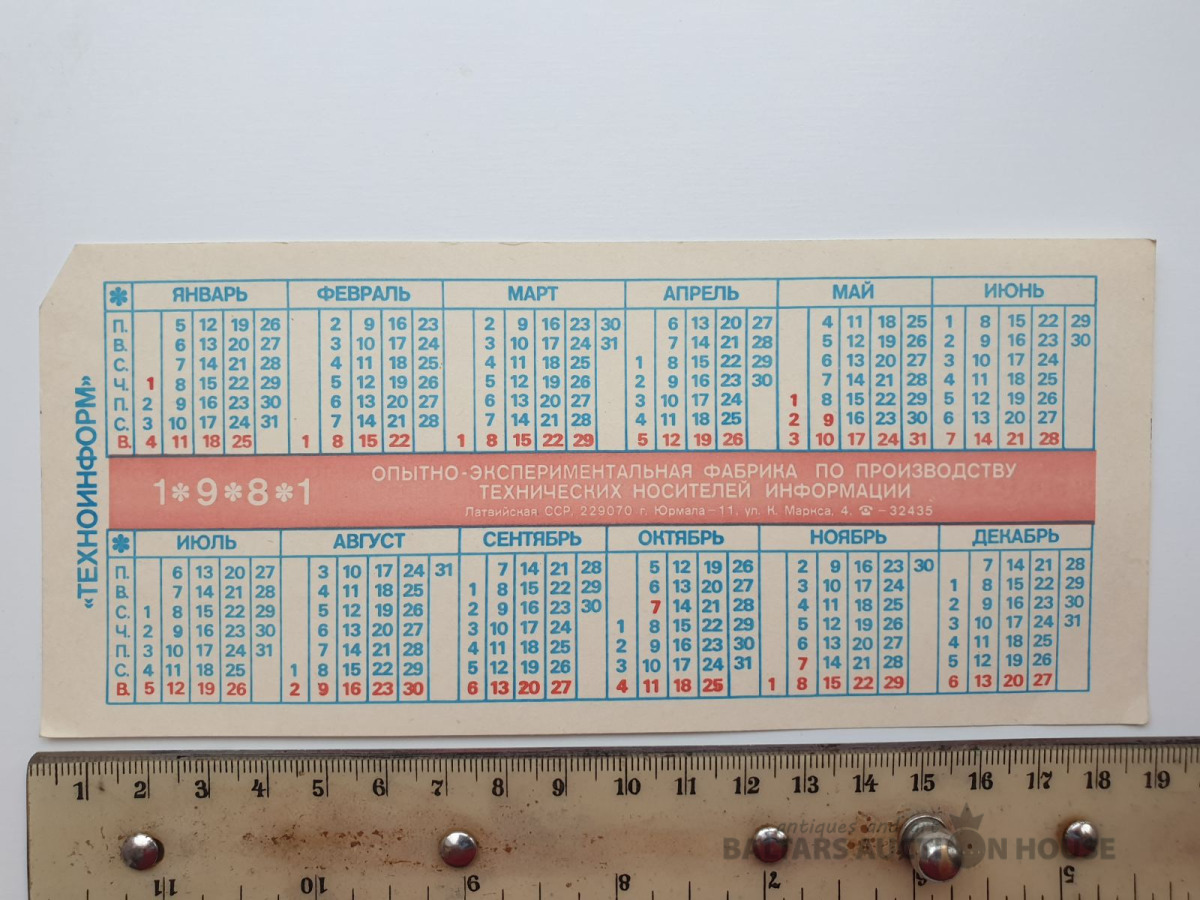 «ТЕХНОИНФОРМ»
✻ ЯНВАРЬ ФЕВРАЛЬ МАРТ АПРЕЛЬ МАЙ ИЮНЬ
П. 5 12 19 26 2 9 16 23 2 9 16 23 30 6 13 20 27 4 11 18 25 1 8 15 22 29
В. 6 13 20 27 3 10 17 24 3 10 17 24 31 7 14 21 28 5 12 19 26 2 9 16 23 30
С. 7 14 21 28 4 11 18 25 4 11 18 25 1 8 15 22 29 6 13 20 27 3 10 17 24
Ч. 1 8 15 22 29 5 12 19 26 5 12 19 26 2 9 16 23 30 7 14 21 28 4 11 18 25
П. 2 9 16 23 30 6 13 20 27 6 13 20 27 3 10 17 24 1 8 15 22 29 5 12 19 26
С. 3 10 17 24 31 7 14 21 28 7 14 21 28 4 11 18 25 2 9 16 23 30 6 13 20 27
В. 4 11 18 25 1 8 15 22 1 8 15 22 29 5 12 19 26 3 10 17 24 31 7 14 21 28
1✻9✻8✻1
ОПЫТНО-ЭКСПЕРИМЕНТАЛЬНАЯ ФАБРИКА ПО ПРОИЗВОДСТВУ
ТЕХНИЧЕСКИХ НОСИТЕЛЕЙ ИНФОРМАЦИИ
Латвийская ССР, 229070 г. Юрмала-11, ул. К. Маркса, 4. ☎ - 32435
✻ ИЮЛЬ АВГУСТ СЕНТЯБРЬ ОКТЯБРЬ НОЯБРЬ ДЕКАБРЬ
П. 6 13 20 27 3 10 17 24 31 7 14 21 28 5 12 19 26 2 9 16 23 30 7 14 21 28
В. 7 14 21 28 4 11 18 25 1 8 15 22 29 6 13 20 27 3 10 17 24 1 8 15 22 29
С. 1 8 15 22 29 5 12 19 26 2 9 16 23 30 7 14 21 28 4 11 18 25 2 9 16 23 30
Ч. 2 9 16 23 30 6 13 20 27 3 10 17 24 1 8 15 22 29 5 12 19 26 3 10 17 24 31
П. 3 10 17 24 31 7 14 21 28 4 11 18 25 2 9 16 23 30 6 13 20 27 4 11 18 25
С. 4 11 18 25 1 8 15 22 29 5 12 19 26 3 10 17 24 31 7 14 21 28 5 12 19 26
В. 5 12 19 26 2 9 16 23 30 6 13 20 27 4 11 18 25 1 8 15 22 29 6 13 20 27
1 2 3 4 5 6 7 8 9 10 11 12 13 14 15 16 17 18 19
antiques and art
BALTARS AUCTION HOUSE
11 10 9 8 7 6 5